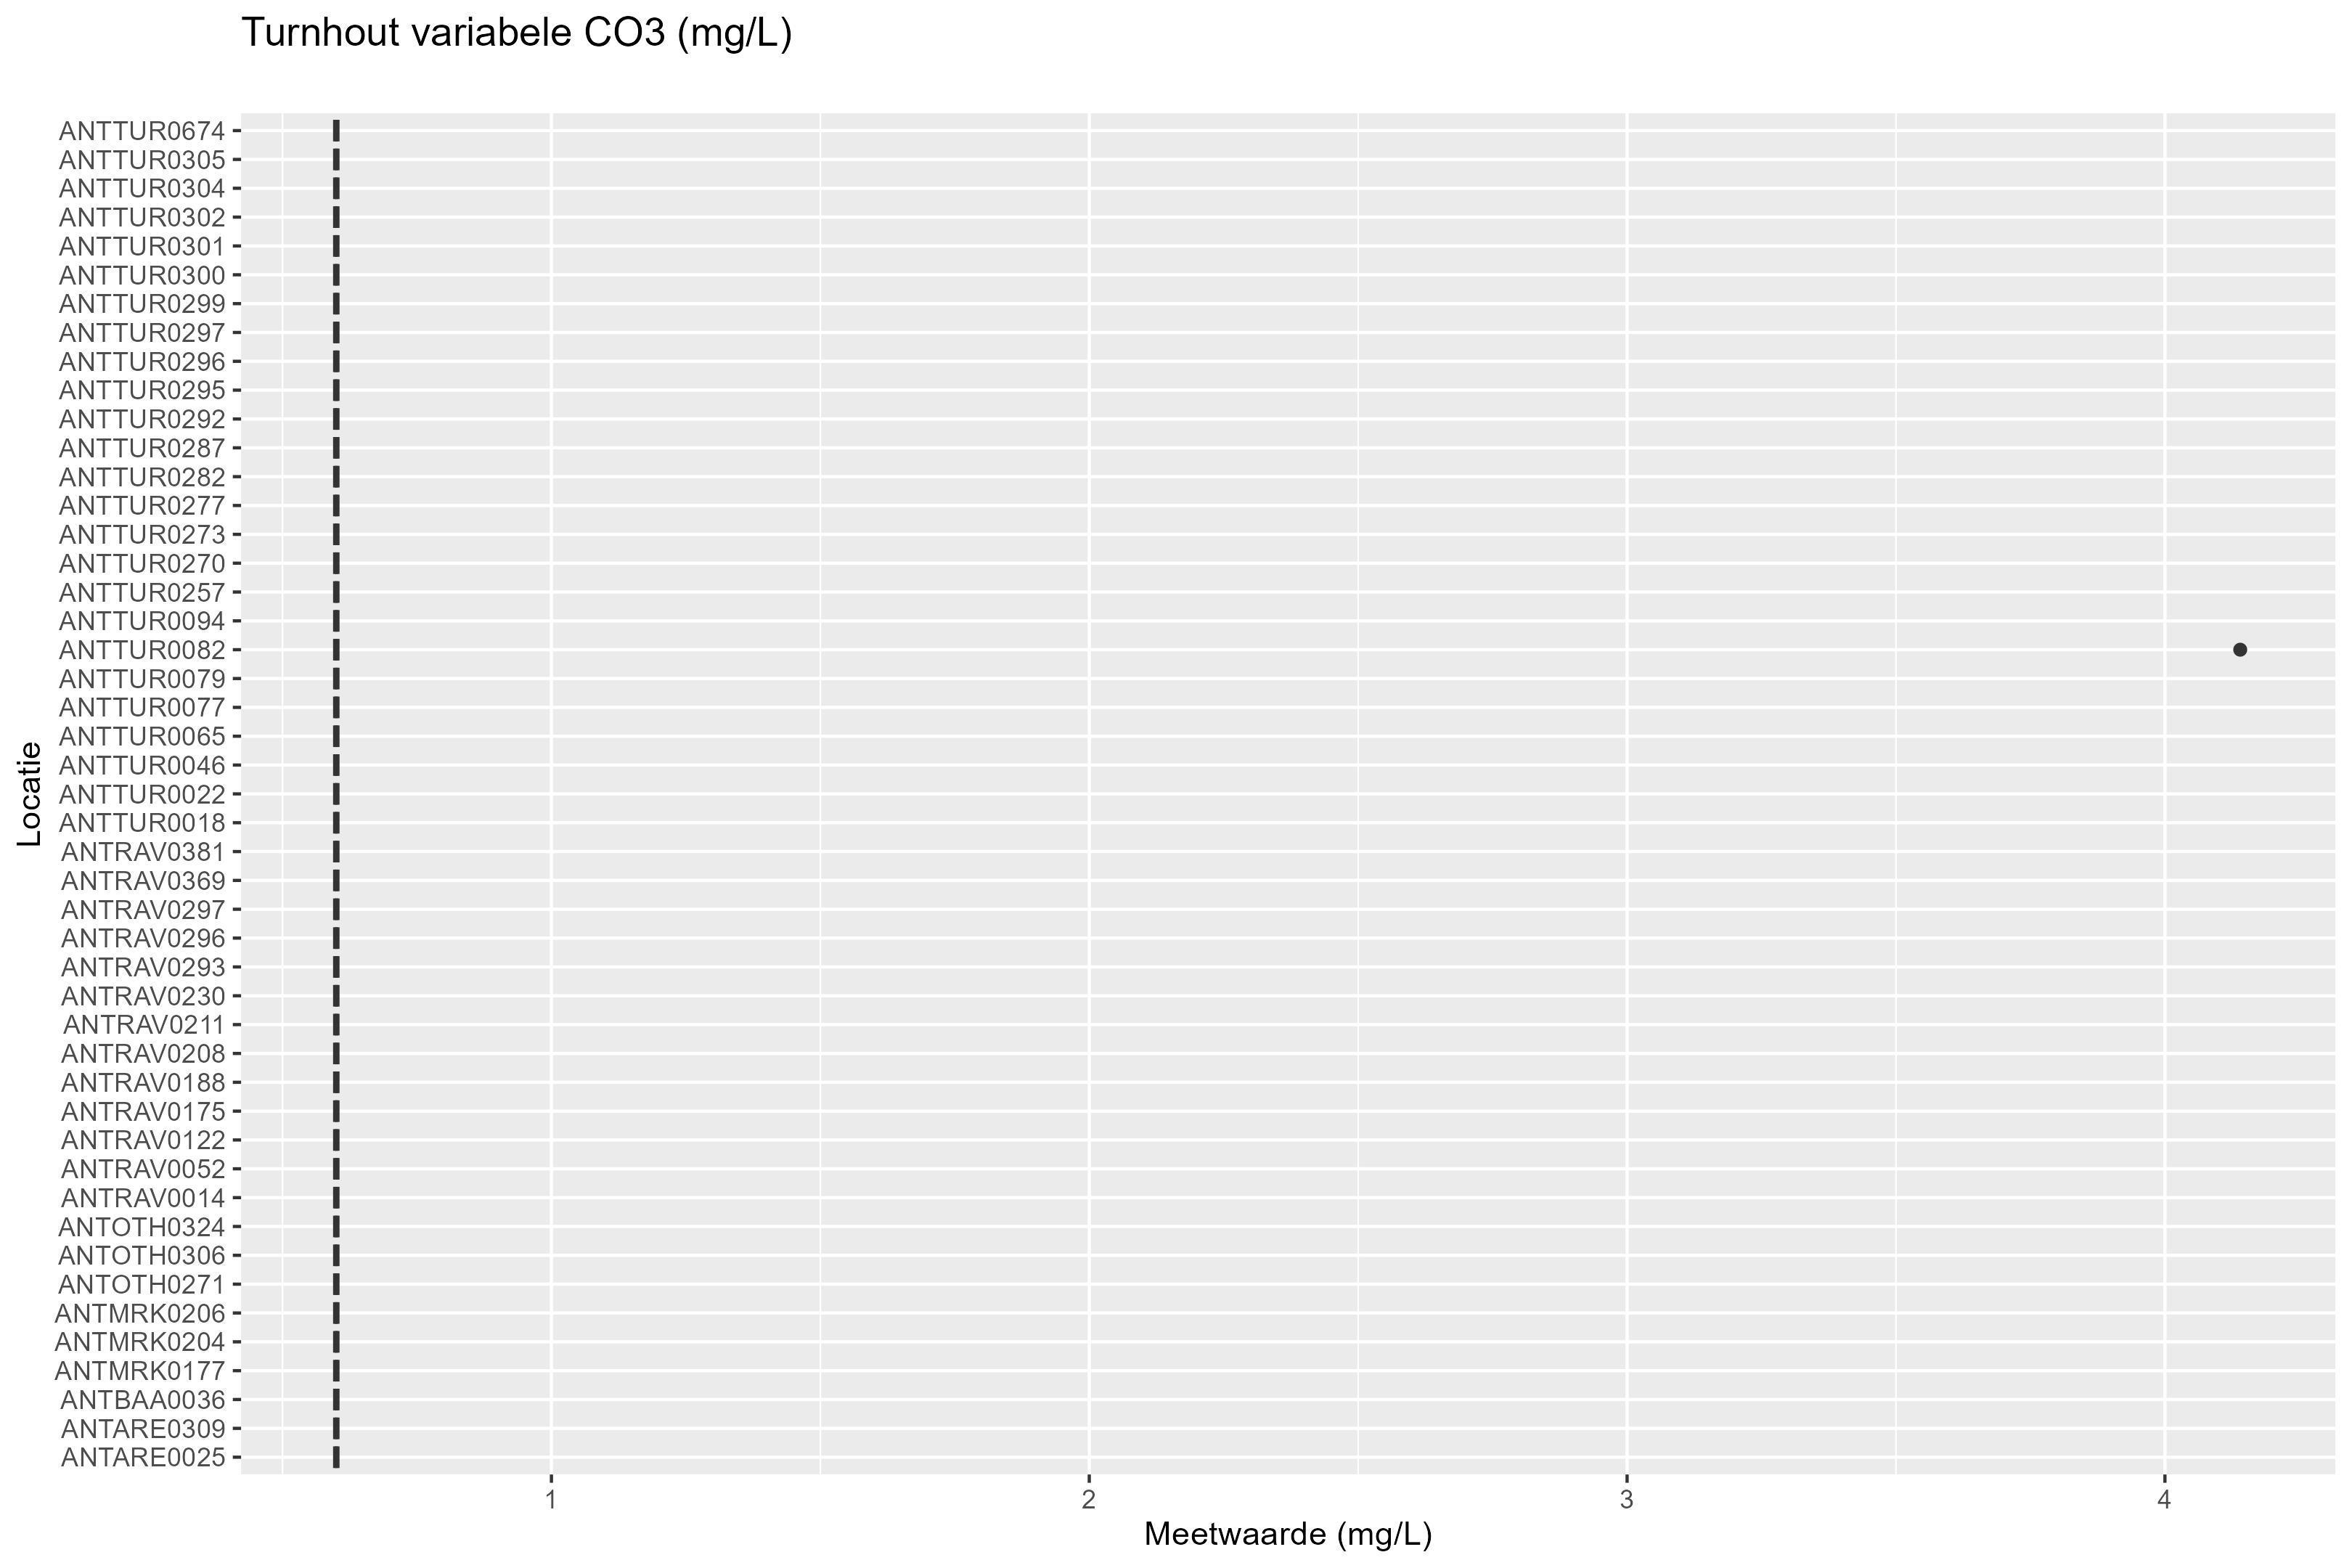 Turnhout variabele CO3 (mg/L)
ANTTUR0674
ANTTUR0305
ANTTUR0304
ANTTUR0302
ANTTUR0301
ANTTUR0300
ANTTUR0299
ANTTUR0297
ANTTUR0296
ANTTUR0295
ANTTUR0292
ANTTUR0287
ANTTUR0282
ANTTUR0277
ANTTUR0273
ANTTUR0270
ANTTUR0257
ANTTUR0094
ANTTUR0082
ANTTUR0079
ANTTUR0077
ANTTUR0065
ANTTUR0046
ANTTUR0022
ANTTUR0018
ANTRAV0381
ANTRAV0369
ANTRAV0297
ANTRAV0296
ANTRAV0293
ANTRAV0230
ANTRAV0211
ANTRAV0208
ANTRAV0188
ANTRAV0175
ANTRAV0122
ANTRAV0052
ANTRAV0014
ANTOTH0324
ANTOTH0306
ANTOTH0271
ANTMRK0206
ANTMRK0204
ANTMRK0177
ANTBAA0036
ANTARE0309
ANTARE0025
Locatie
1 2 3 4
Meetwaarde (mg/L)